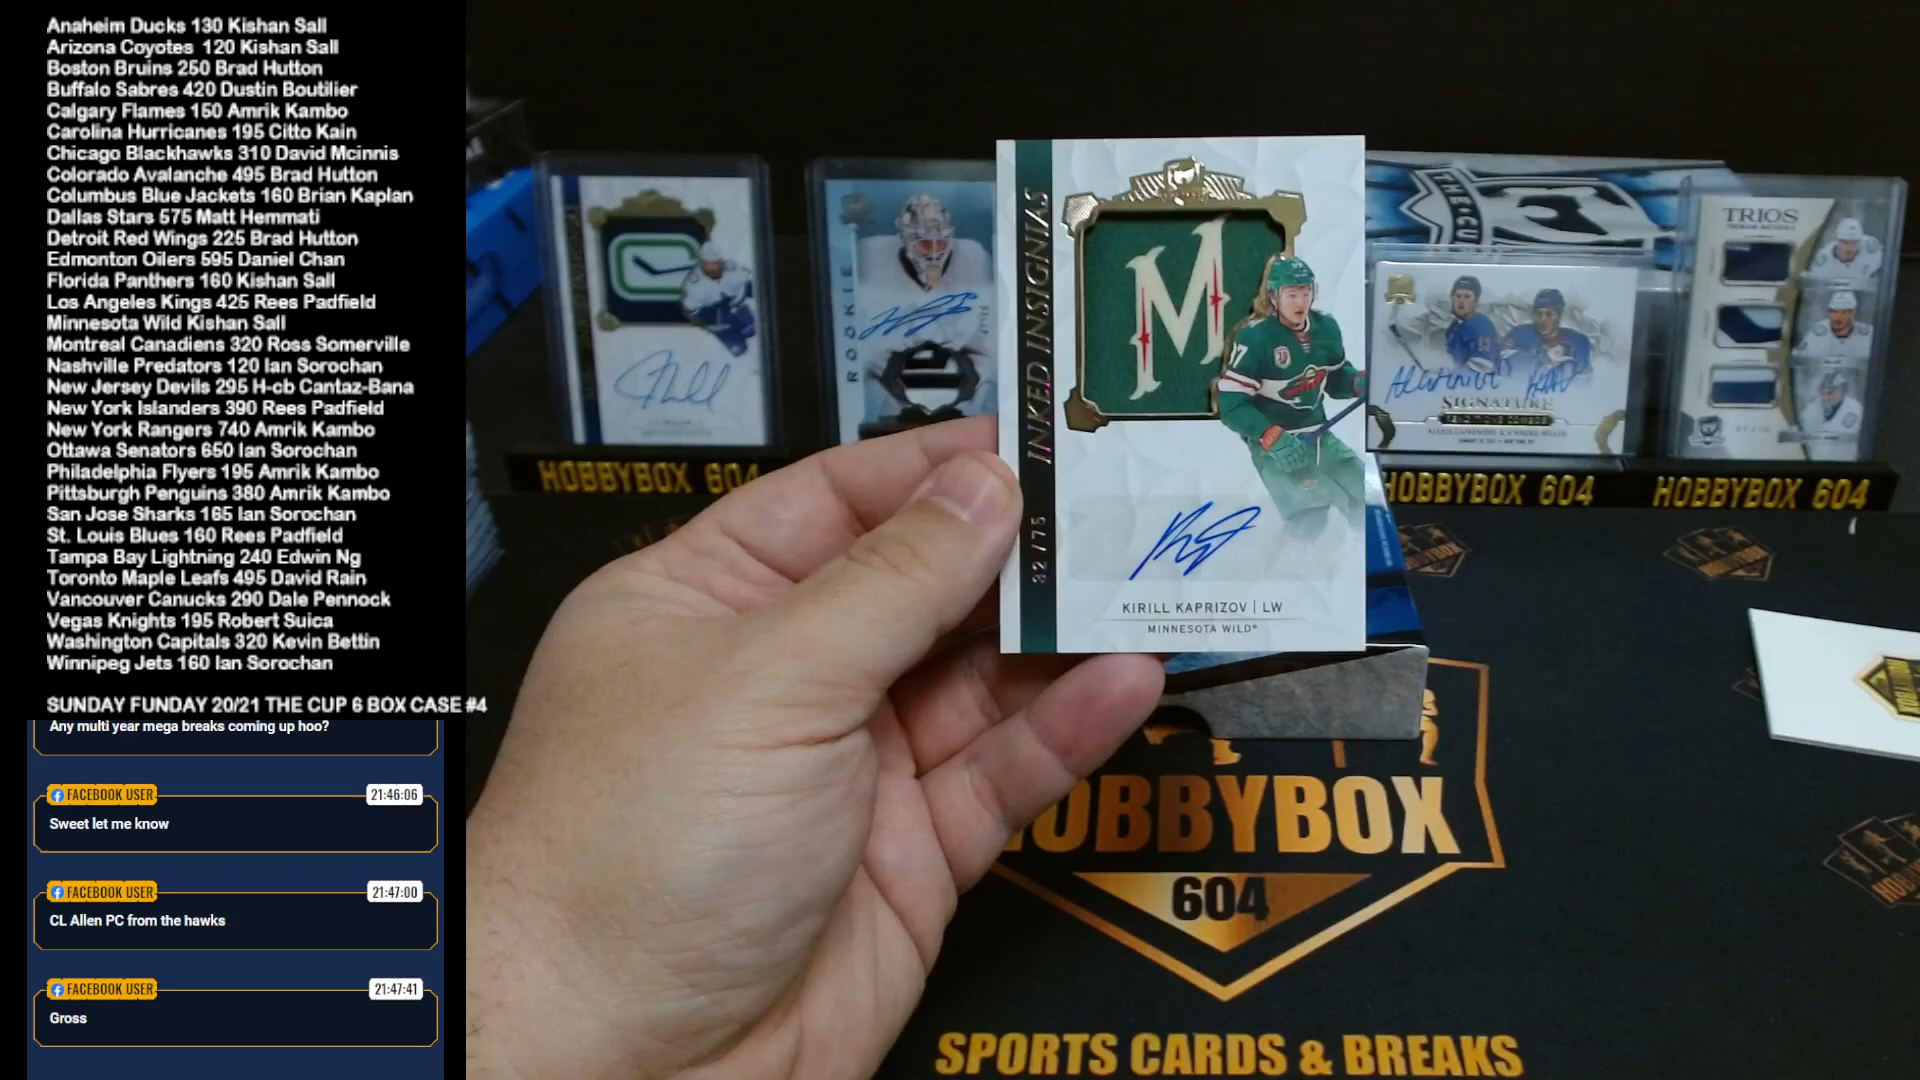 Anaheim Ducks 130 Kishan Sall
Arizona Coyotes 120 Kishan Sall
Boston Bruins 250 Brad Hutton
Buffalo Sabres 420 Dustin Boutilier
Calgary Flames 150 Amrik Kambo
Carolina Hurricanes 195 Citto Kain
Chicago Blackhawks 310 David Mcinnis
Colorado Avalanche 495 Brad Hutton
Columbus Blue Jackets 160 Brian Kaplan
Dallas Stars 575 Matt Hemmati
Detroit Red Wings 225 Brad Hutton
Edmonton Oilers 595 Daniel Chan
Florida Panthers 160 Kishan Sall
Los Angeles Kings 425 Rees Padfield
Minnesota Wild Kishan Sall
Montreal Canadiens 320 Ross Somerville
Nashville Predators 120 Ian Sorochan
New Jersey Devils 295 H-cb Cantaz-Bana
New York Islanders 390 Rees Padfield
New York Rangers 740 Amrik Kambo
Ottawa Senators 650 Ian Sorochan
Philadelphia Flyers 195 Amrik Kambo
Pittsburgh Penguins 380 Amrik Kambo
San Jose Sharks 165 Ian Sorochan
St. Louis Blues 160 Rees Padfield
Tampa Bay Lightning 240 Edwin Ng
Toronto Maple Leafs 495 David Rain
Vancouver Canucks 290 Dale Pennock
Vegas Knights 195 Robert Suica
Washington Capitals 320 Kevin Bettin
Winnipeg Jets 160 Ian Sorochan
SUNDAY FUNDAY 20/21 THE CUP 6 BOX CASE #4
Any multi year mega breaks coming up hoo?
FACEBOOK USER 21:46:06
Sweet let me know
FACEBOOK USER 21:47:00
CL Allen PC from the hawks
FACEBOOK USER 21:47:41
Gross
INKED INSIGNIAS
32/75
M
KIRILL KAPRIZOV | LW
MINNESOTA WILD
ROOKIE
THE CUP
SIGNATURE
TRIOS
HOBBYBOX 604
HOBBYBOX 604
HOBBYBOX 604
HOBBYBOX
HOBBYBOX
604
SPORTS CARDS & BREAKS